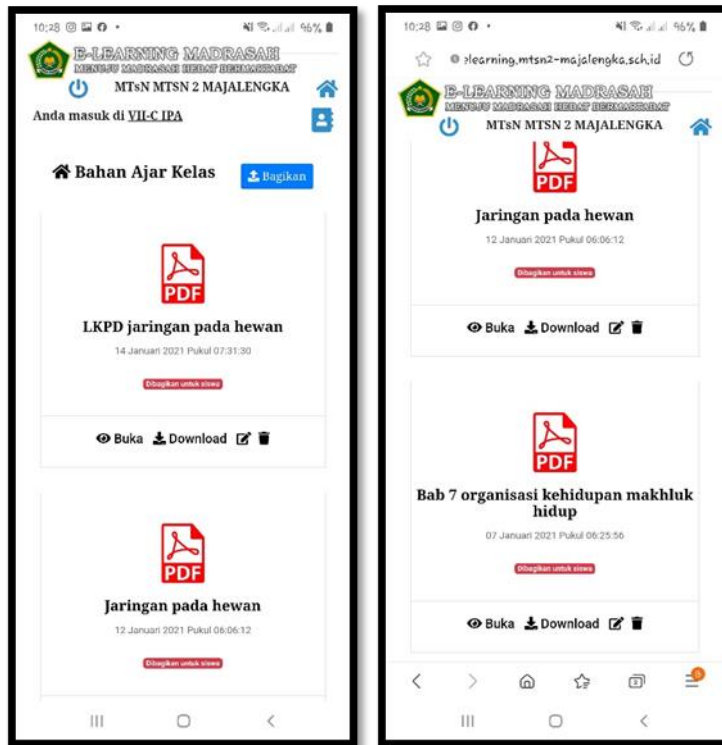 10:28
96%
E-LEARNING MADRASAH
MENUJU MADRASAH HEBAT BERMARTABAT
MTsN MTSN 2 MAJALENGKA
Anda masuk di VII-C IPA
Bahan Ajar Kelas
Bagikan
PDF
LKPD jaringan pada hewan
14 Januari 2021 Pukul 07:31:30
Dibagikan untuk siswa
Buka Download
PDF
Jaringan pada hewan
12 Januari 2021 Pukul 06:06:12
Dibagikan untuk siswa
10:28
96%
elearning.mtsn2-majalengka.sch.id
E-LEARNING MADRASAH
MENUJU MADRASAH HEBAT BERMARTABAT
MTsN MTSN 2 MAJALENGKA
PDF
Jaringan pada hewan
12 Januari 2021 Pukul 06:06:12
Dibagikan untuk siswa
Buka Download
PDF
Bab 7 organisasi kehidupan makhluk
hidup
07 Januari 2021 Pukul 06:25:56
Dibagikan untuk siswa
Buka Download